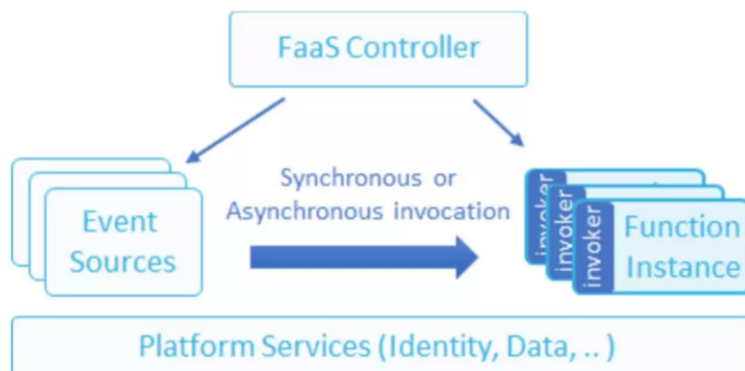 FaaS Controller
Synchronous or
Asynchronous invocation
Event
Sources
invoker
invoker
invoker
Function
Instance
Platform Services (Identity, Data, .. )